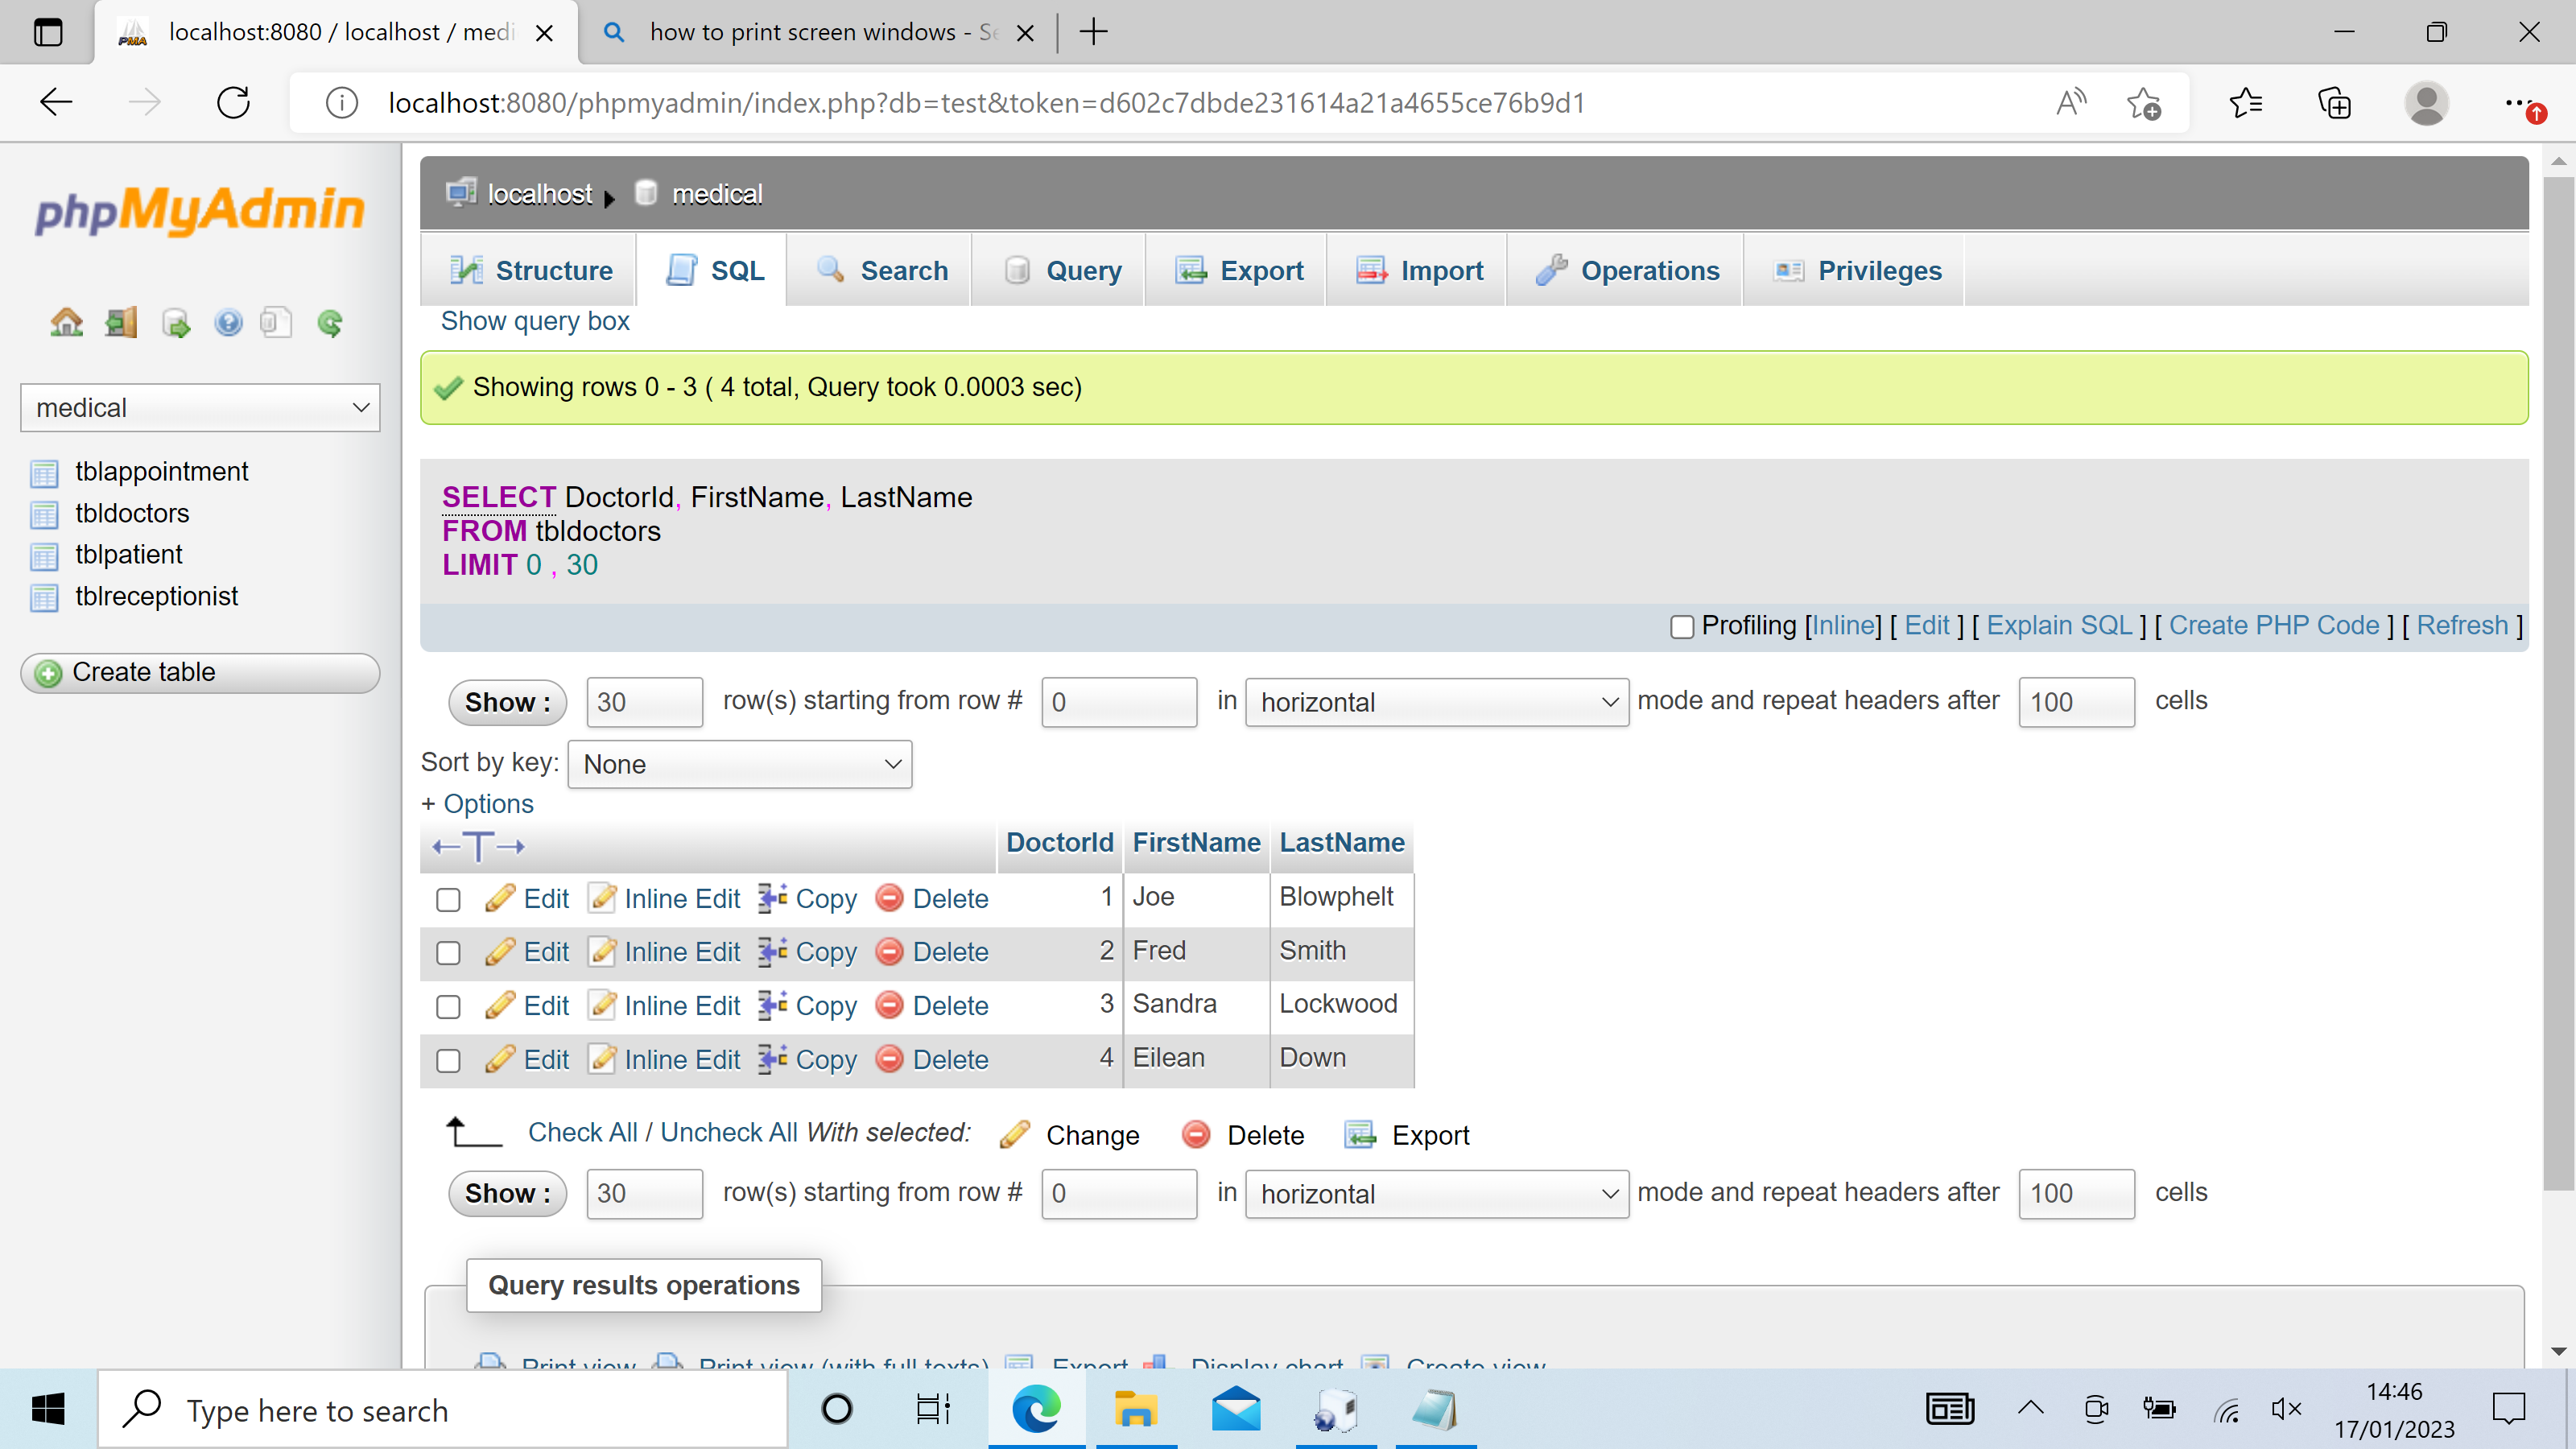 localhost:8080 / localhost / medi
how to print screen windows - Se
localhost:8080/phpmyadmin/index.php?db=test&token=d602c7dbde231614a21a4655ce76b9d1
phpMyAdmin
medical
tblappointment
tbldoctors
tblpatient
tblreceptionist
Create table
localhost medical
Structure SQL Search Query Export Import Operations Privileges
Show query box
Showing rows 0 - 3 ( 4 total, Query took 0.0003 sec)
SELECT DoctorId, FirstName, LastName
FROM tbldoctors
LIMIT 0 , 30
Profiling [Inline] [ Edit ] [ Explain SQL ] [ Create PHP Code ] [ Refresh ]
Show : 30 row(s) starting from row # 0 in horizontal mode and repeat headers after 100 cells
Sort by key: None
+ Options
←T→ DoctorId FirstName LastName
Edit Inline Edit Copy Delete 1 Joe Blowphelt
Edit Inline Edit Copy Delete 2 Fred Smith
Edit Inline Edit Copy Delete 3 Sandra Lockwood
Edit Inline Edit Copy Delete 4 Eilean Down
Check All / Uncheck All With selected: Change Delete Export
Show : 30 row(s) starting from row # 0 in horizontal mode and repeat headers after 100 cells
Query results operations
Print view Print view (with full texts) Export Display chart Create view
Type here to search
14:46
17/01/2023